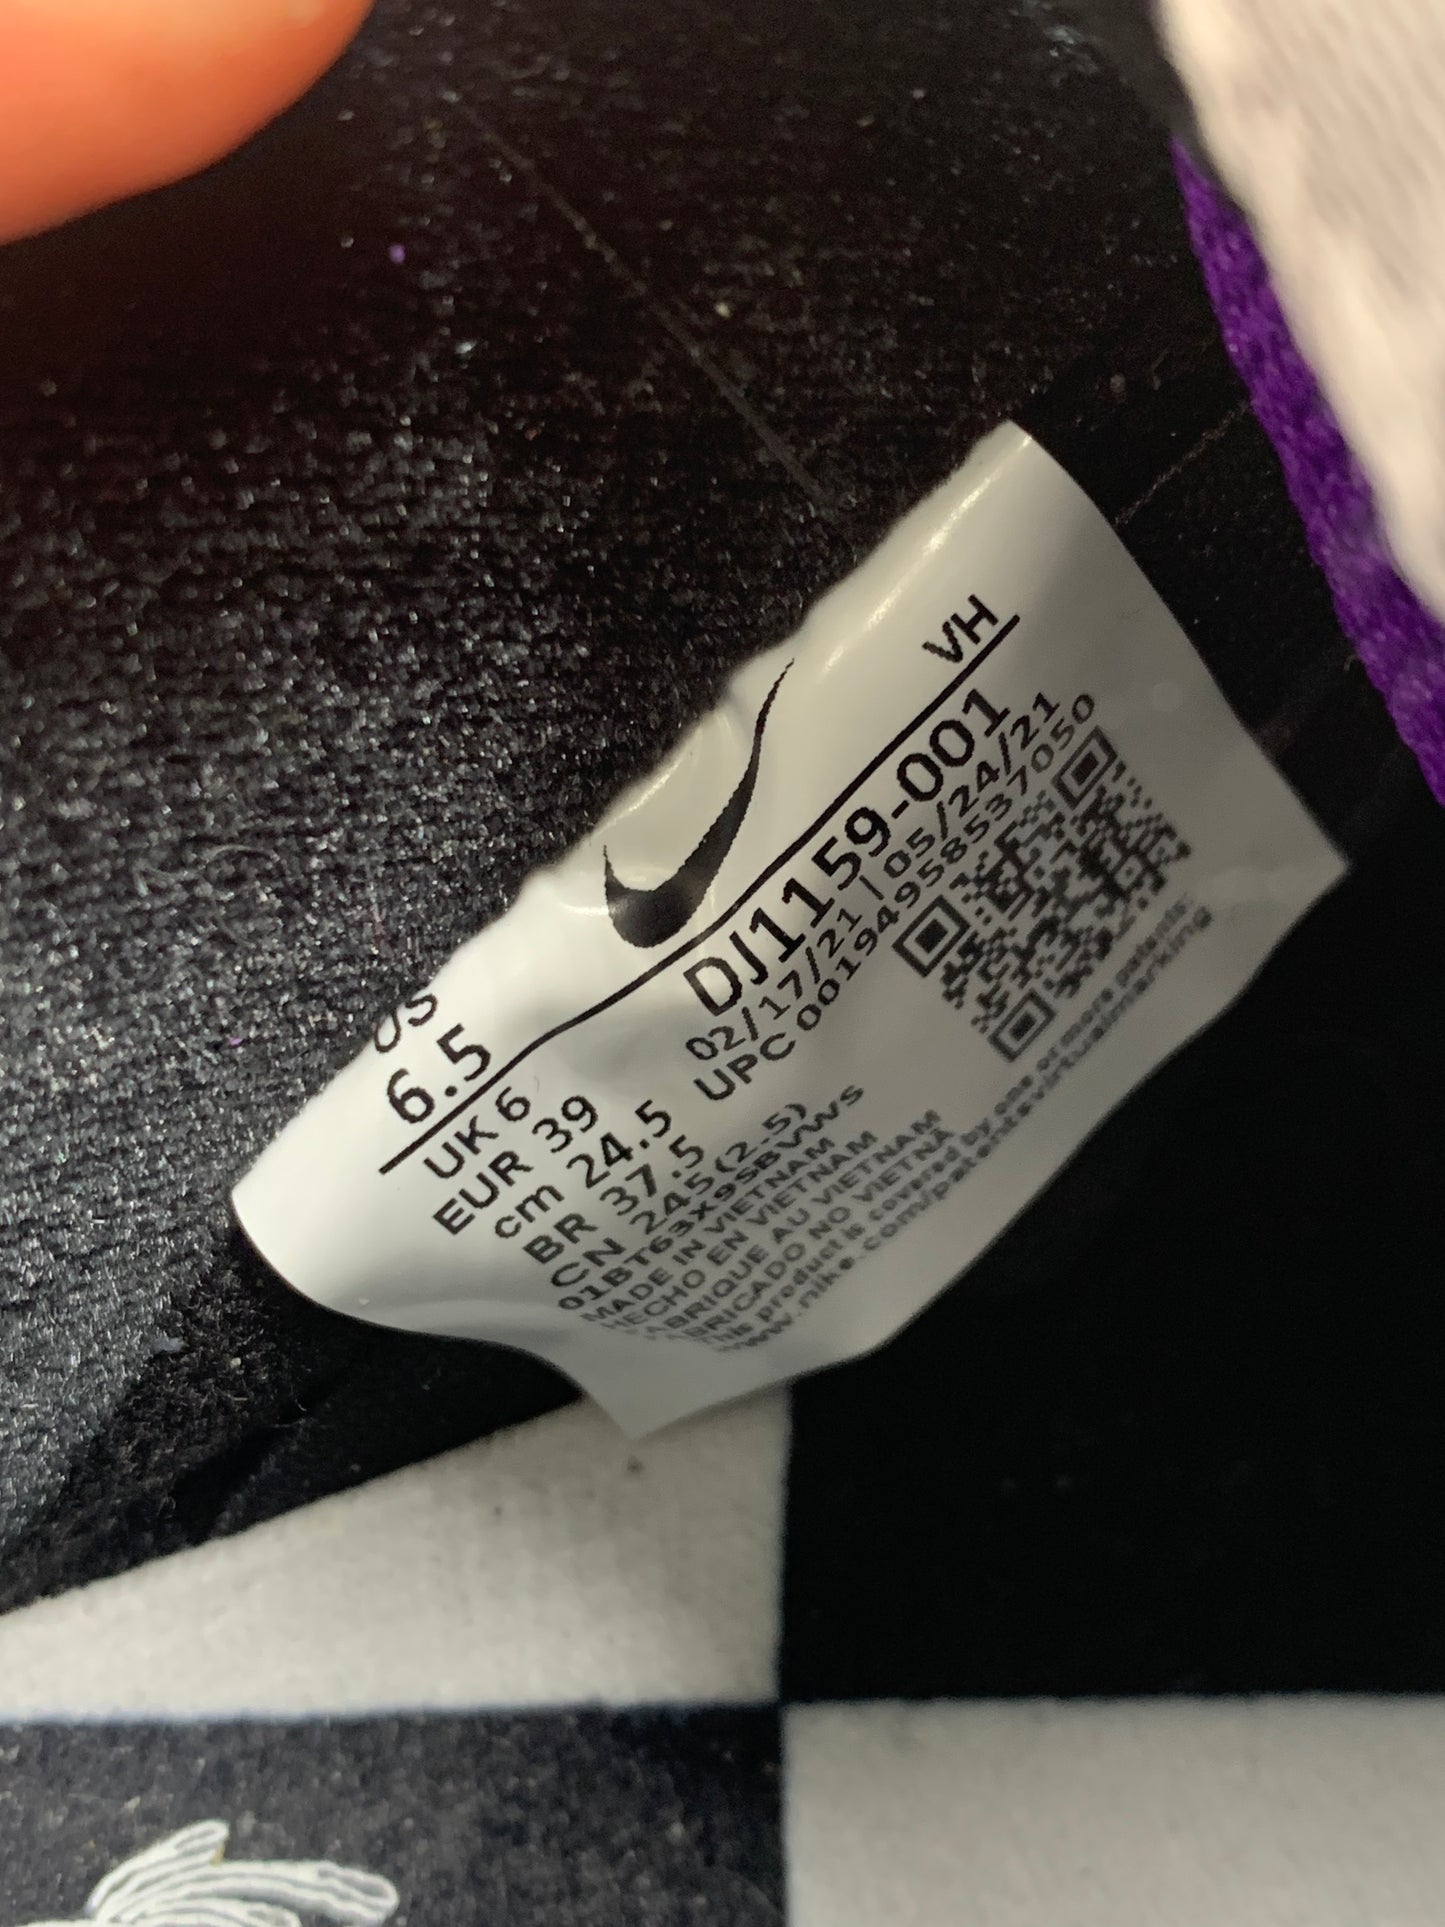 US
6.5
VH
UK 6
EUR 39
cm 24.5
BR 37.5
CN 245(2.5)
DJ1159-001
02/17/21 | 05/24/21
UPC 00194958537050
MADE IN VIETNAM
HECHO EN VIETNAM
FABRIQUE AU VIETNAM
FABRICADO NO VIETNÃ
This product is covered by one or more patents:
www.nike.com/patentsvirtualmarking